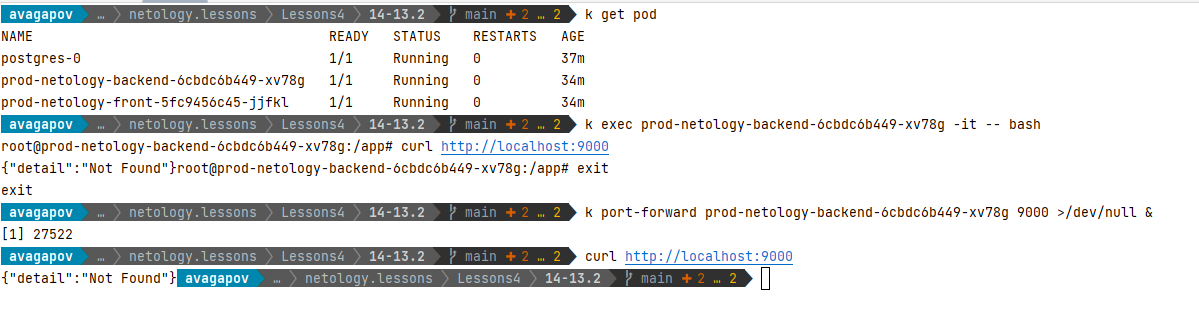 avagapov … netology.lessons Lessons4 14-13.2 main + 2 … 2 k get pod
NAME READY STATUS RESTARTS AGE
postgres-0 1/1 Running 0 37m
prod-netology-backend-6cbdc6b449-xv78g 1/1 Running 0 34m
prod-netology-front-5fc9456c45-jjfkl 1/1 Running 0 34m
avagapov … netology.lessons Lessons4 14-13.2 main + 2 … 2 k exec prod-netology-backend-6cbdc6b449-xv78g -it -- bash
root@prod-netology-backend-6cbdc6b449-xv78g:/app# curl http://localhost:9000
{"detail":"Not Found"}root@prod-netology-backend-6cbdc6b449-xv78g:/app# exit
exit
avagapov … netology.lessons Lessons4 14-13.2 main + 2 … 2 k port-forward prod-netology-backend-6cbdc6b449-xv78g 9000 >/dev/null &
[1] 27522
avagapov … netology.lessons Lessons4 14-13.2 main + 2 … 2 curl http://localhost:9000
{"detail":"Not Found"} avagapov … netology.lessons Lessons4 14-13.2 main + 2 … 2